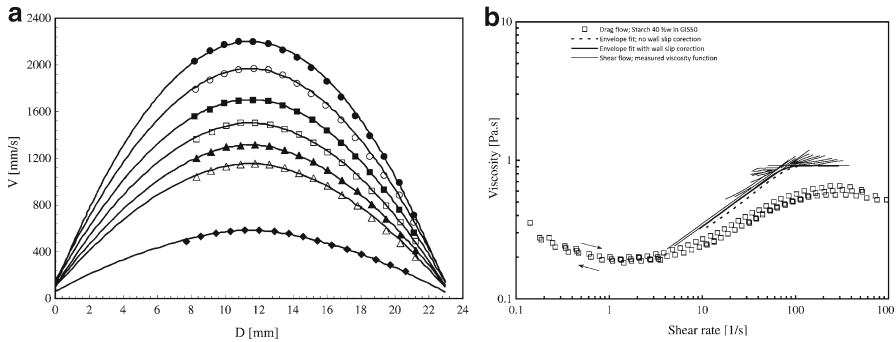 a
2400
2000
1600
1200
800
400
0
V [mm/s]
0 2 4 6 8 10 12 14 16 18 20 22 24
D [mm]
b
Drag flow; Starch 40 %w in GIS50
Envelope fit; no wall slip corection
Envelope fit with wall slip corection
Shear flow; measured viscosity function
10
1
0.1
Viscosity [Pa.s]
0.1 1 10 100 100
Shear rate [1/s]